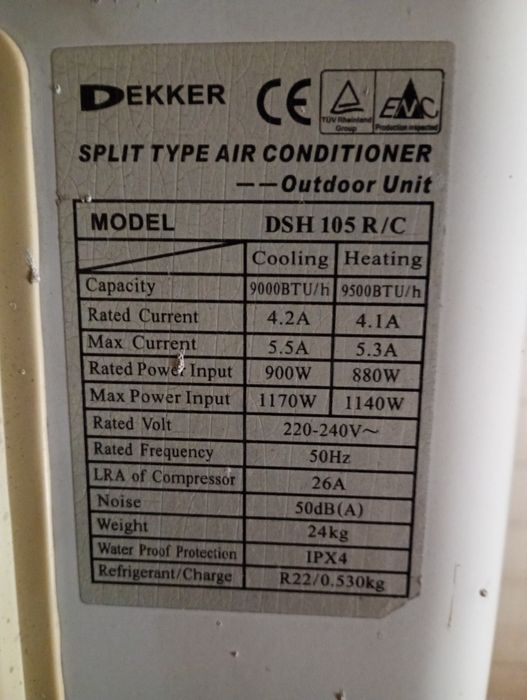 DEKKER CE TÜV Rheinland Group EMC Production inspected
SPLIT TYPE AIR CONDITIONER
——Outdoor Unit
MODEL DSH 105 R/C
Cooling Heating
Capacity 9000BTU/h 9500BTU/h
Rated Current 4.2A 4.1A
Max Current 5.5A 5.3A
Rated Power Input 900W 880W
Max Power Input 1170W 1140W
Rated Volt 220-240V~
Rated Frequency 50Hz
LRA of Compressor 26A
Noise 50dB(A)
Weight 24kg
Water Proof Protection IPX4
Refrigerant/Charge R22/0.530kg